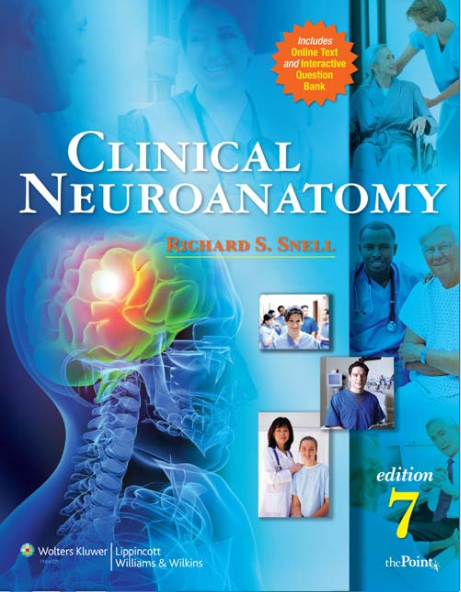 Includes
Online Text
and Interactive
Question
Bank
CLINICAL
NEUROANATOMY
RICHARD S. SNELL
edition
7
Wolters Kluwer
Health
Lippincott
Williams & Wilkins
thePoint